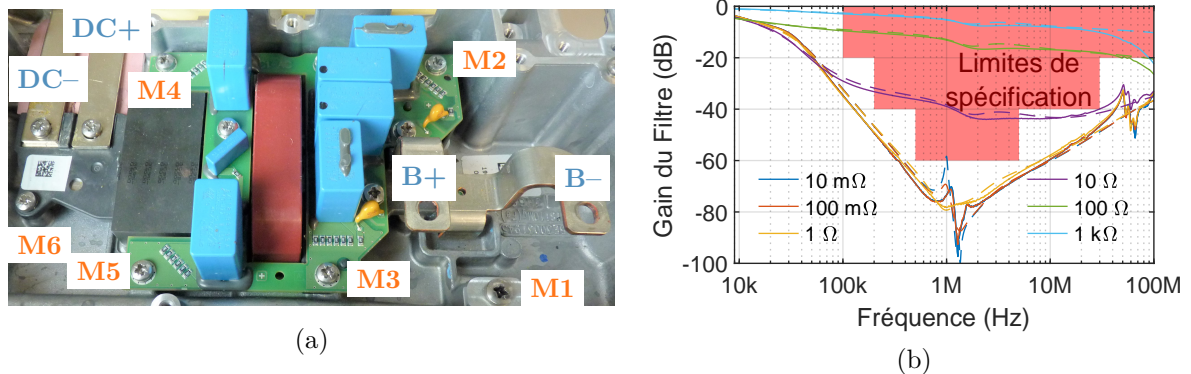 DC+
DC−
M4
M2
B+
B−
M6
M5
M3
M1
(a)
Gain du Filtre (dB)
0
-20
-40
-60
-80
-100
Limites de
spécification
10 mΩ
100 mΩ
1 Ω
10 Ω
100 Ω
1 kΩ
10k
100k
1M
10M
100M
Fréquence (Hz)
(b)